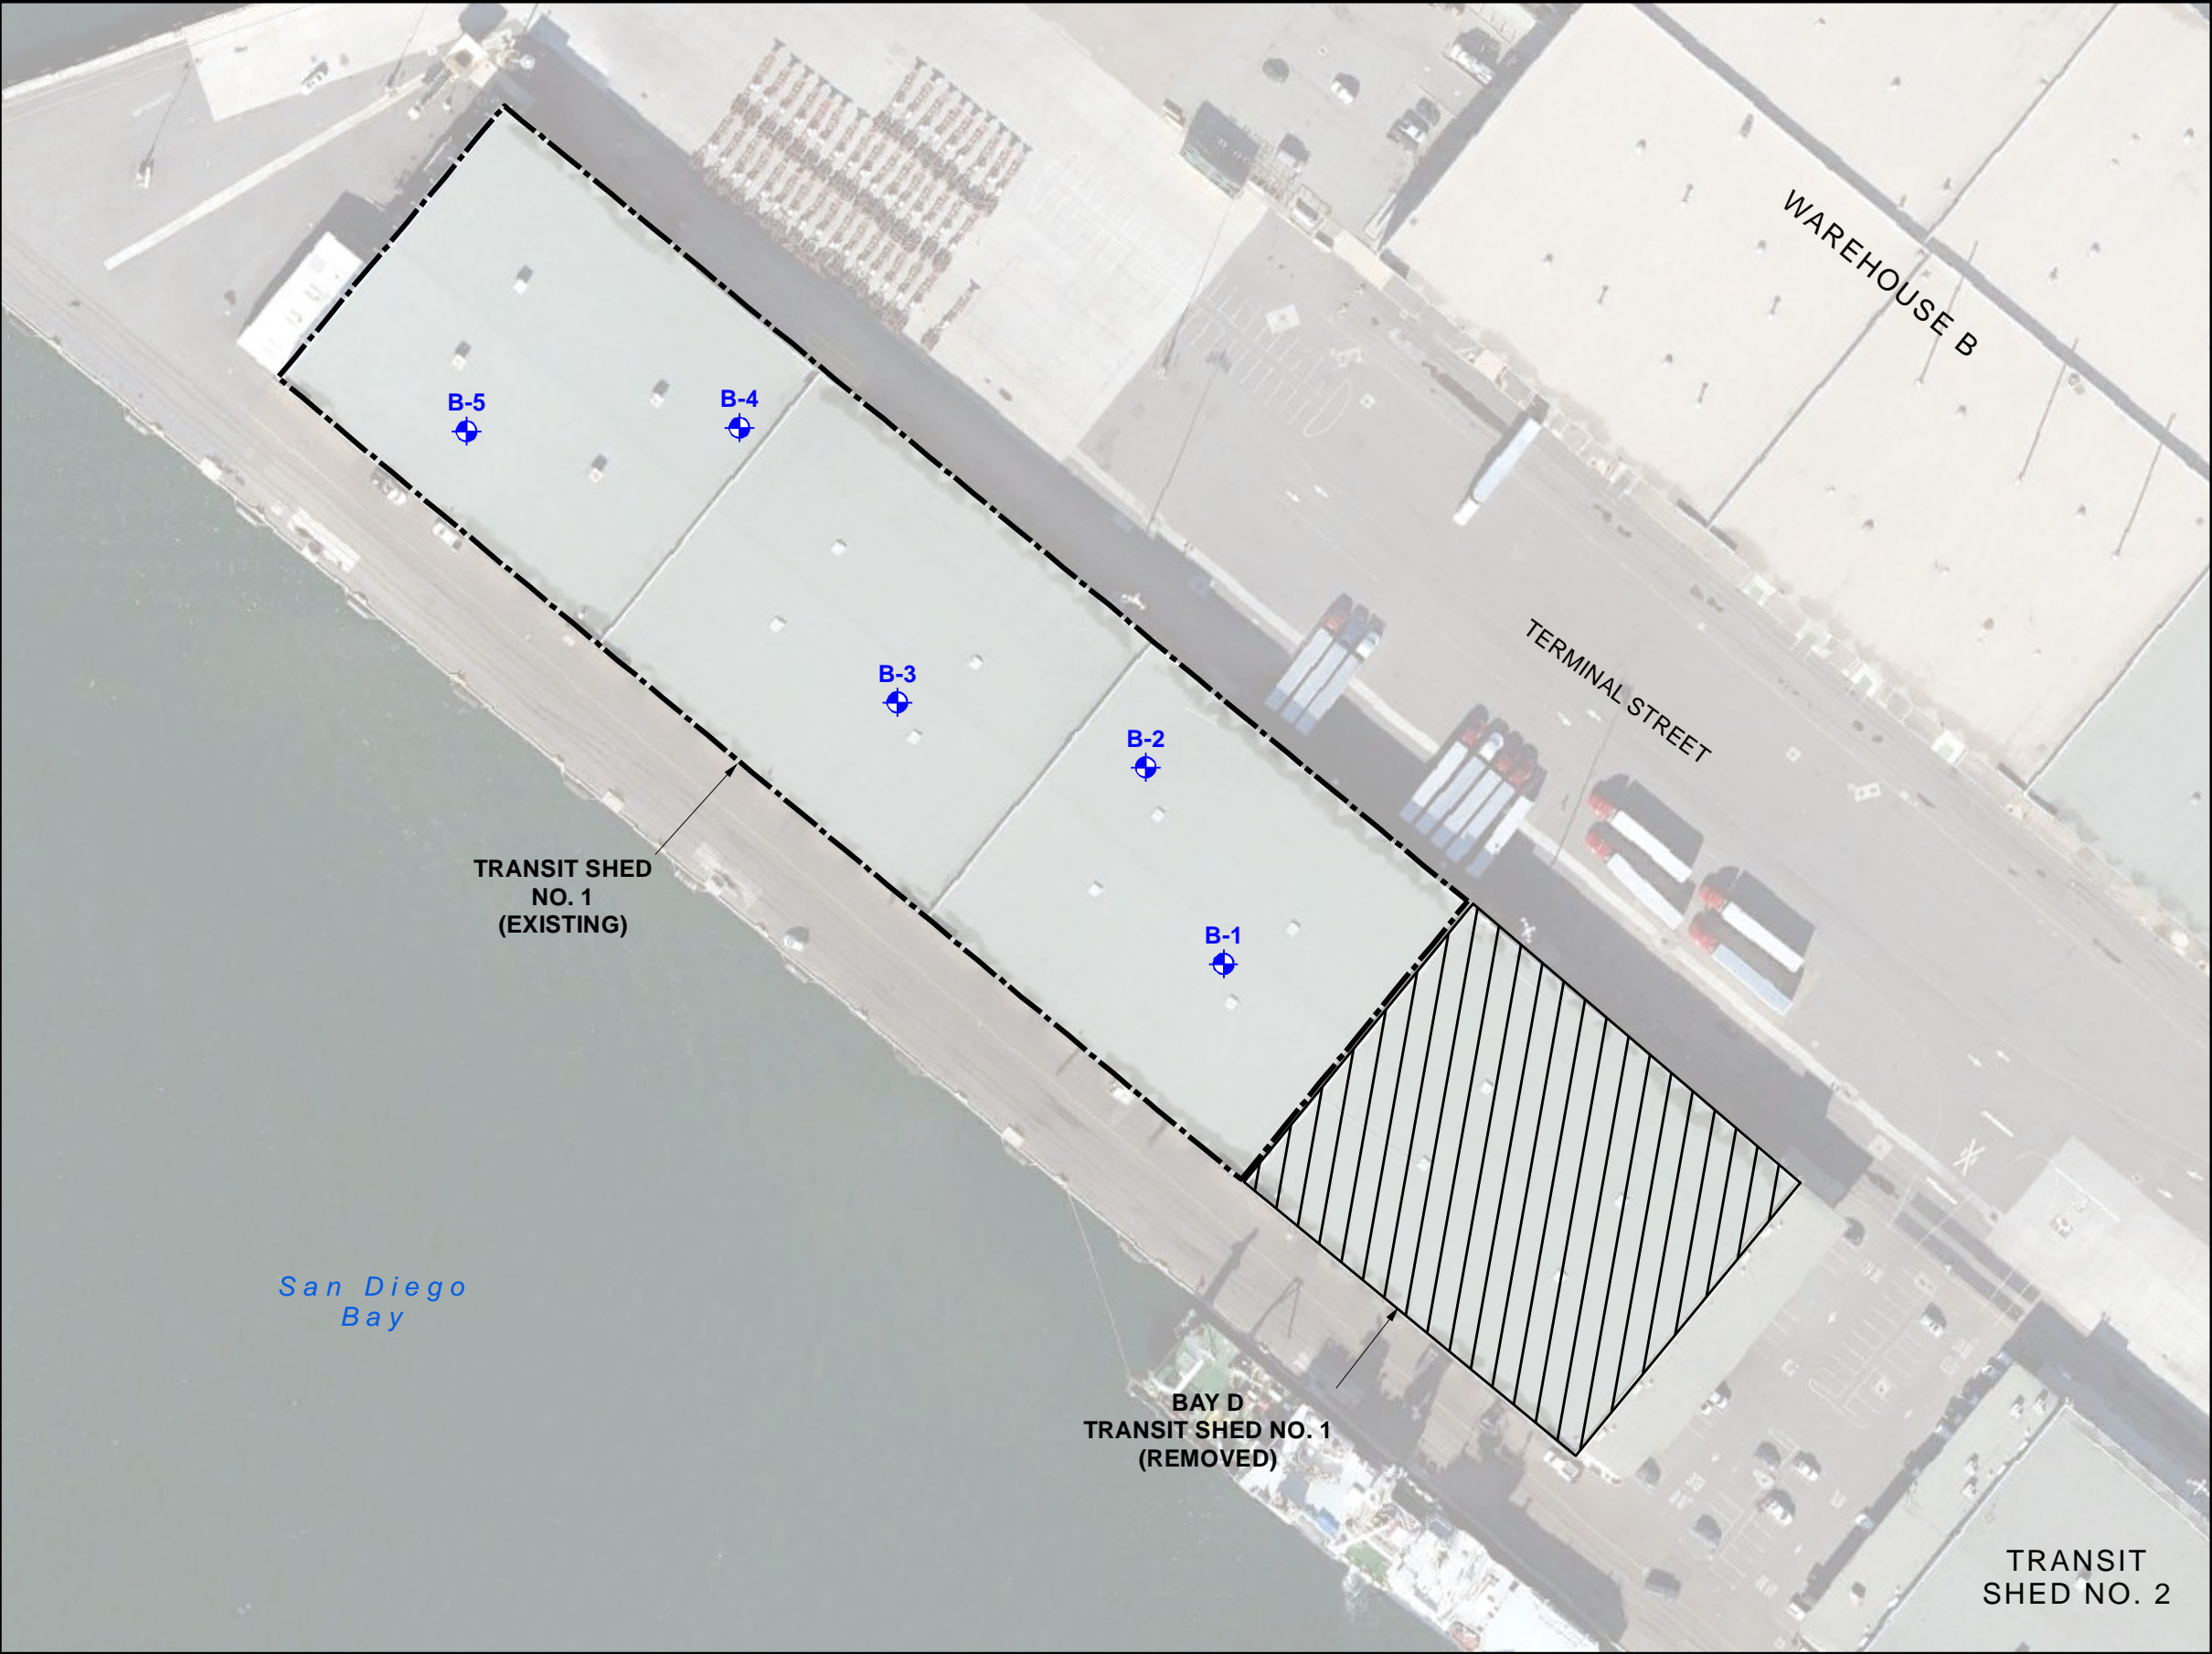 WAREHOUSE B
B-5
B-4
TERMINAL STREET
B-3
B-2
TRANSIT SHED
NO. 1
(EXISTING)
B-1
San Diego
Bay
BAY D
TRANSIT SHED NO. 1
(REMOVED)
TRANSIT
SHED NO. 2